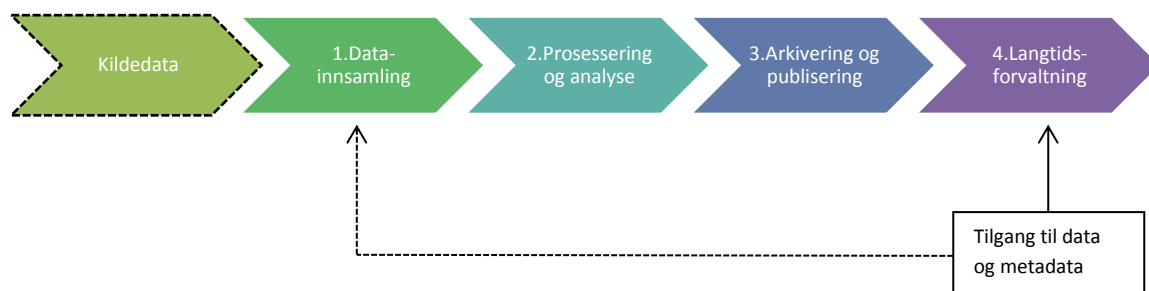 Kildedata
1.Data-
innsamling
2.Prosessering
og analyse
3.Arkivering og
publisering
4.Langtids-
forvaltning
Tilgang til data
og metadata